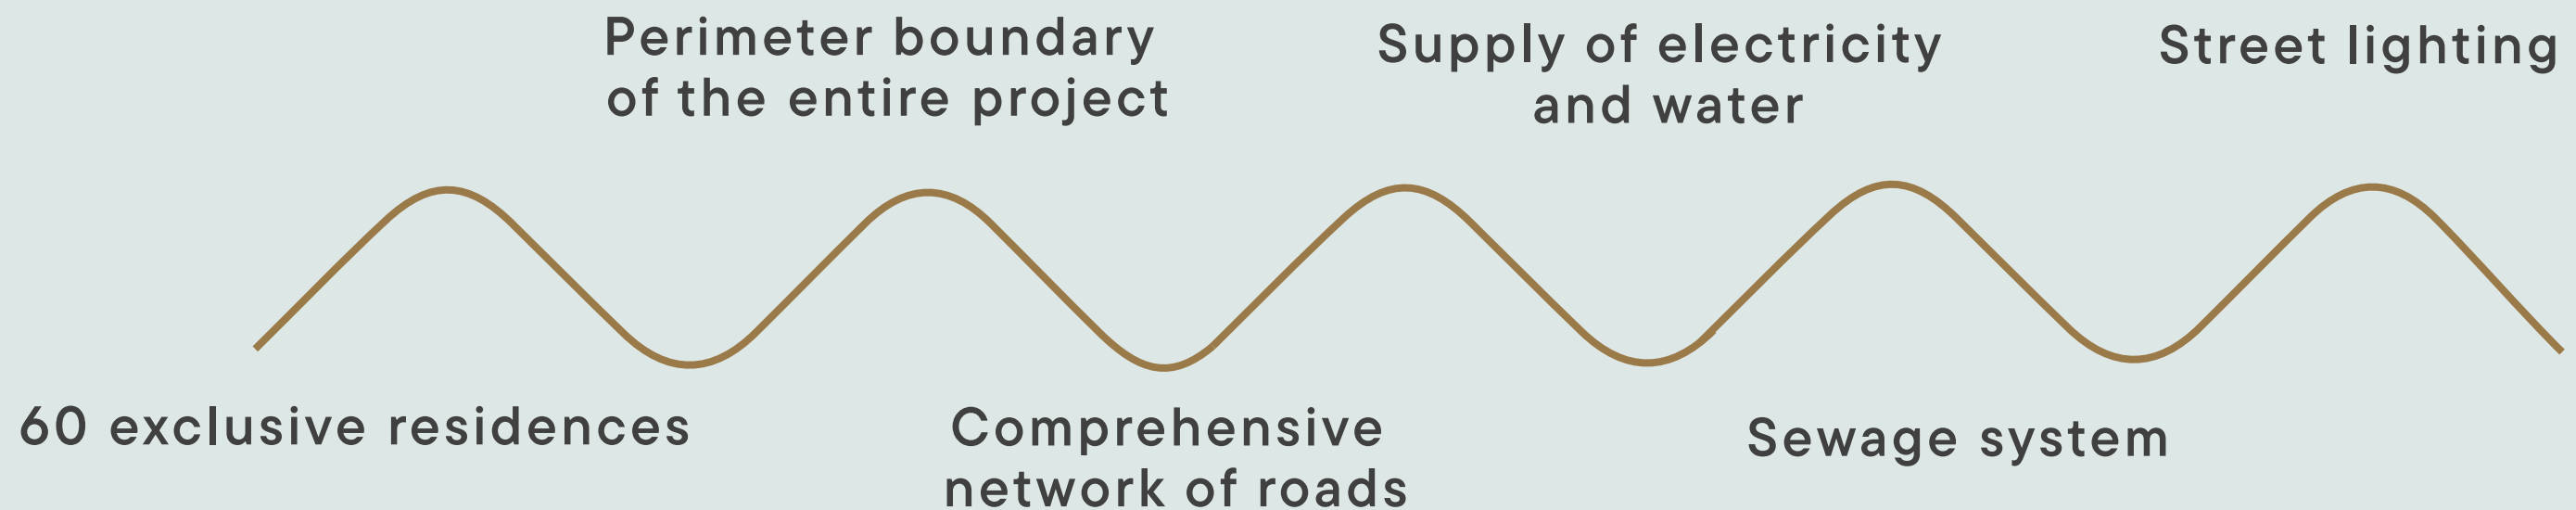 Perimeter boundary
of the entire project
Supply of electricity
and water
Street lighting
60 exclusive residences
Comprehensive
network of roads
Sewage system